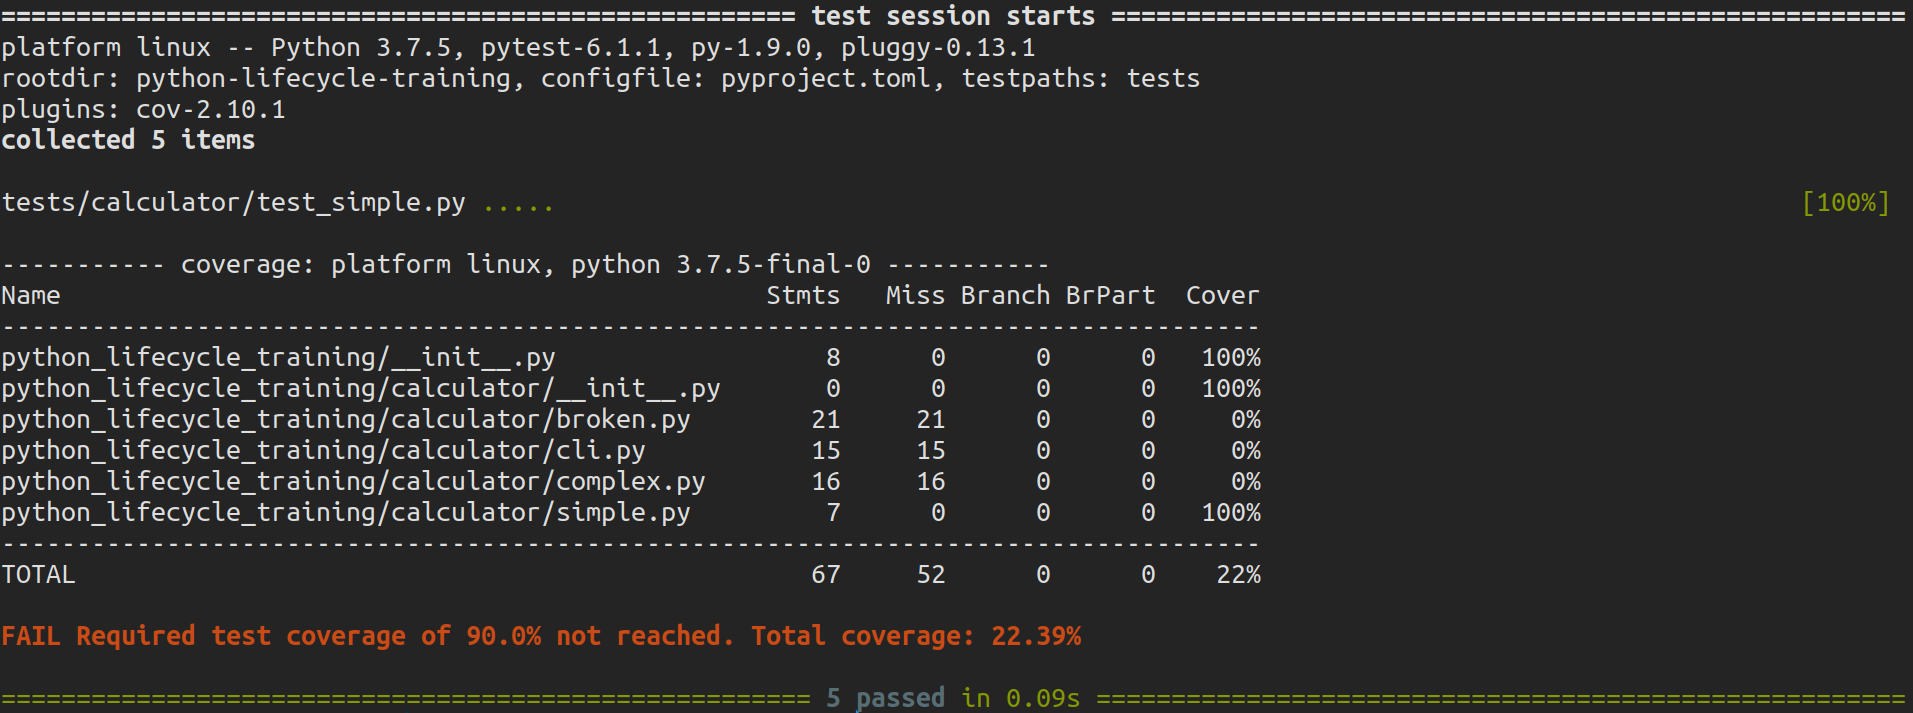 ===================================================== test session starts =====================================================
platform linux -- Python 3.7.5, pytest-6.1.1, py-1.9.0, pluggy-0.13.1
rootdir: python-lifecycle-training, configfile: pyproject.toml, testpaths: tests
plugins: cov-2.10.1
collected 5 items
tests/calculator/test_simple.py ..... [100%]
----------- coverage: platform linux, python 3.7.5-final-0 -----------
Name Stmts Miss Branch BrPart Cover
------------------------------------------------------------------------------------
python_lifecycle_training/__init__.py 8 0 0 0 100%
python_lifecycle_training/calculator/__init__.py 0 0 0 0 100%
python_lifecycle_training/calculator/broken.py 21 21 0 0 0%
python_lifecycle_training/calculator/cli.py 15 15 0 0 0%
python_lifecycle_training/calculator/complex.py 16 16 0 0 0%
python_lifecycle_training/calculator/simple.py 7 0 0 0 100%
------------------------------------------------------------------------------------
TOTAL 67 52 0 0 22%
FAIL Required test coverage of 90.0% not reached. Total coverage: 22.39%
====================================================== 5 passed in 0.09s ======================================================